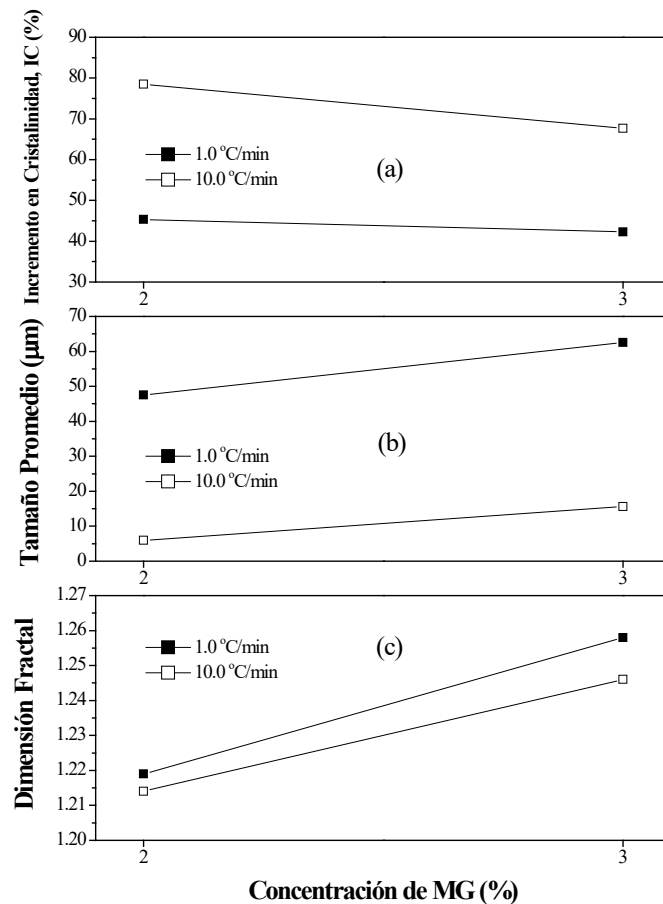 Incremento en Cristalinidad, IC (%)
90
80
70
60
50
40
30
1.0 °C/min
10.0 °C/min
(a)
2
3
Tamaño Promedio (µm)
70
60
50
40
30
20
10
0
1.0 °C/min
10.0 °C/min
(b)
2
3
Dimensión Fractal
1.27
1.26
1.25
1.24
1.23
1.22
1.21
1.20
1.0 °C/min
10.0 °C/min
(c)
2
3
Concentración de MG (%)